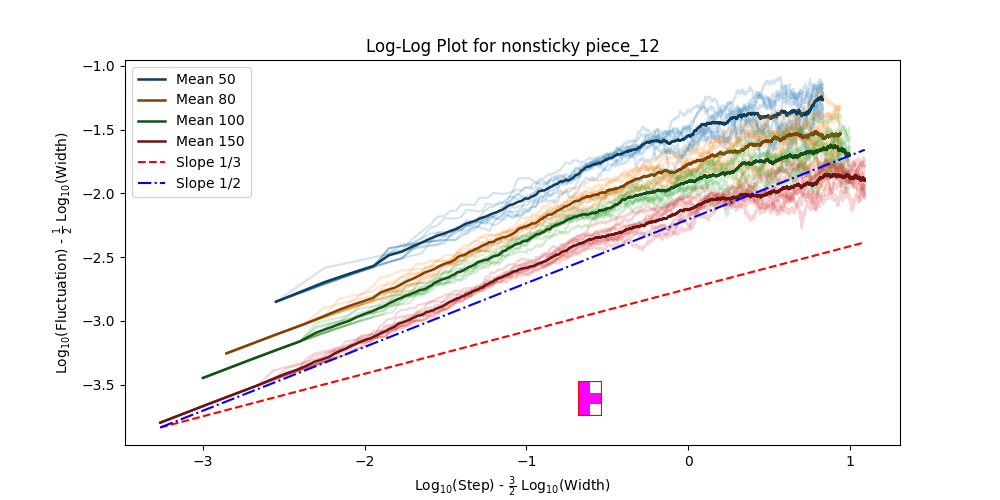 Log-Log Plot for nonsticky piece_12
Log10(Fluctuation) - 1/2 Log10(Width)
−1.0
−1.5
−2.0
−2.5
−3.0
−3.5
Mean 50
Mean 80
Mean 100
Mean 150
Slope 1/3
Slope 1/2
−3
−2
−1
0
1
Log10(Step) - 3/2 Log10(Width)